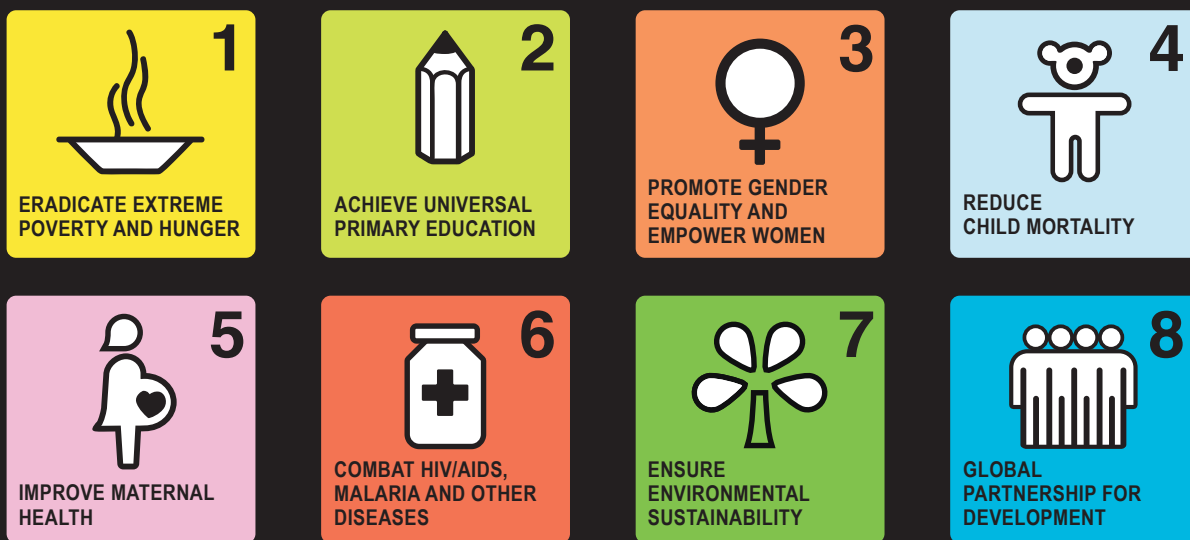 1
ERADICATE EXTREME
POVERTY AND HUNGER
2
ACHIEVE UNIVERSAL
PRIMARY EDUCATION
3
PROMOTE GENDER
EQUALITY AND
EMPOWER WOMEN
4
REDUCE
CHILD MORTALITY
5
IMPROVE MATERNAL
HEALTH
6
COMBAT HIV/AIDS,
MALARIA AND OTHER
DISEASES
7
ENSURE
ENVIRONMENTAL
SUSTAINABILITY
8
GLOBAL
PARTNERSHIP FOR
DEVELOPMENT